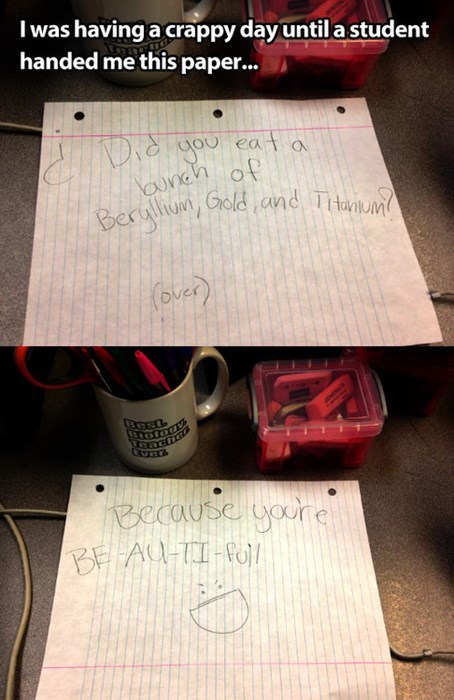 I was having a crappy day until a student
handed me this paper...
¿ Did you eat a
bunch of
Beryllium, Gold, and Titanium?
(over)
Best.
Biology.
Teacher.
Ever.
Because you're
BE-AU-TI-full